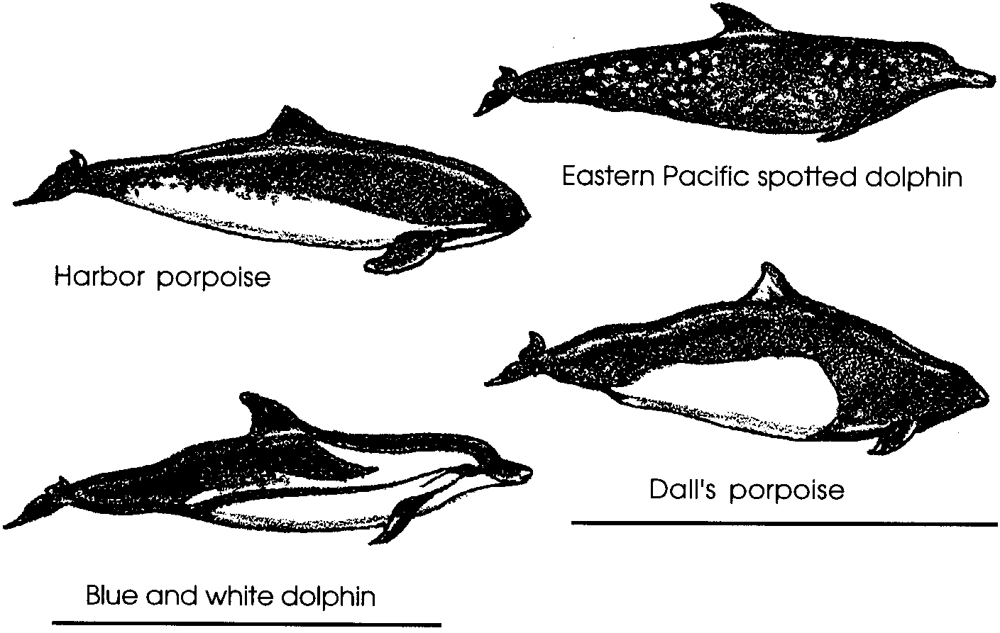 Eastern Pacific spotted dolphin
Harbor porpoise
Dall's porpoise
Blue and white dolphin